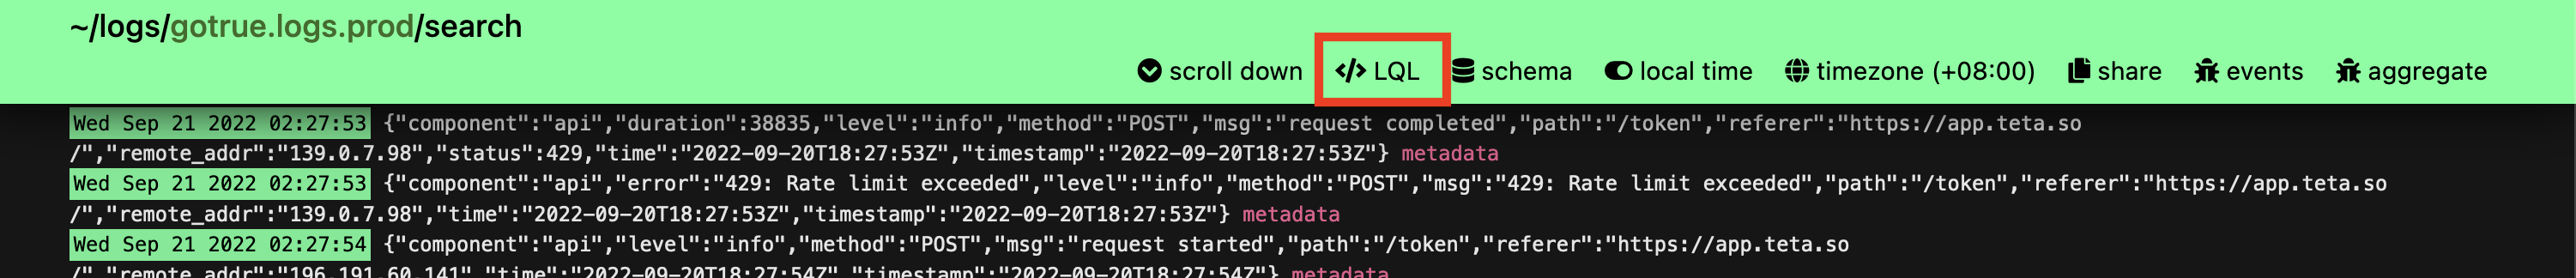 ~/logs/gotrue.logs.prod/search
scroll down </> LQL schema local time timezone (+08:00) share events aggregate
Wed Sep 21 2022 02:27:53 {"component":"api","duration":38835,"level":"info","method":"POST","msg":"request completed","path":"/token","referer":"https://app.teta.so
/","remote_addr":"139.0.7.98","status":429,"time":"2022-09-20T18:27:53Z","timestamp":"2022-09-20T18:27:53Z"} metadata
Wed Sep 21 2022 02:27:53 {"component":"api","error":"429: Rate limit exceeded","level":"info","method":"POST","msg":"429: Rate limit exceeded","path":"/token","referer":"https://app.teta.so
/","remote_addr":"139.0.7.98","time":"2022-09-20T18:27:53Z","timestamp":"2022-09-20T18:27:53Z"} metadata
Wed Sep 21 2022 02:27:54 {"component":"api","level":"info","method":"POST","msg":"request started","path":"/token","referer":"https://app.teta.so
/","remote_addr":"196.191.60.141","time":"2022-09-20T18:27:54Z","timestamp":"2022-09-20T18:27:54Z"} metadata